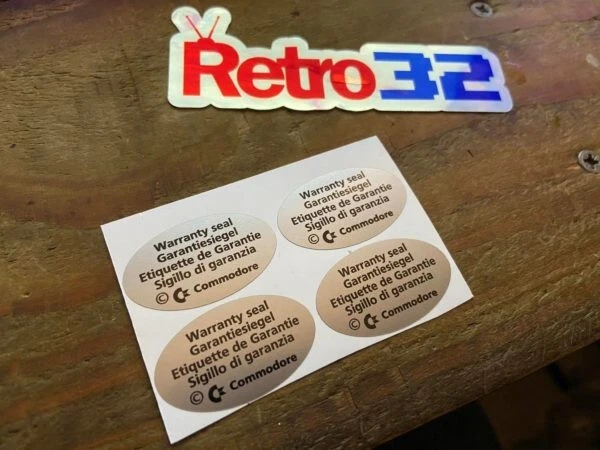 Retro32
Warranty seal
Garantiesiegel
Etiquette de Garantie
Sigillo di garanzia
© Commodore
Warranty seal
Garantiesiegel
Etiquette de Garantie
Sigillo di garanzia
© Commodore
Warranty seal
Garantiesiegel
Etiquette de Garantie
Sigillo di garanzia
© Commodore
Warranty seal
Garantiesiegel
Etiquette de Garantie
Sigillo di garanzia
© Commodore